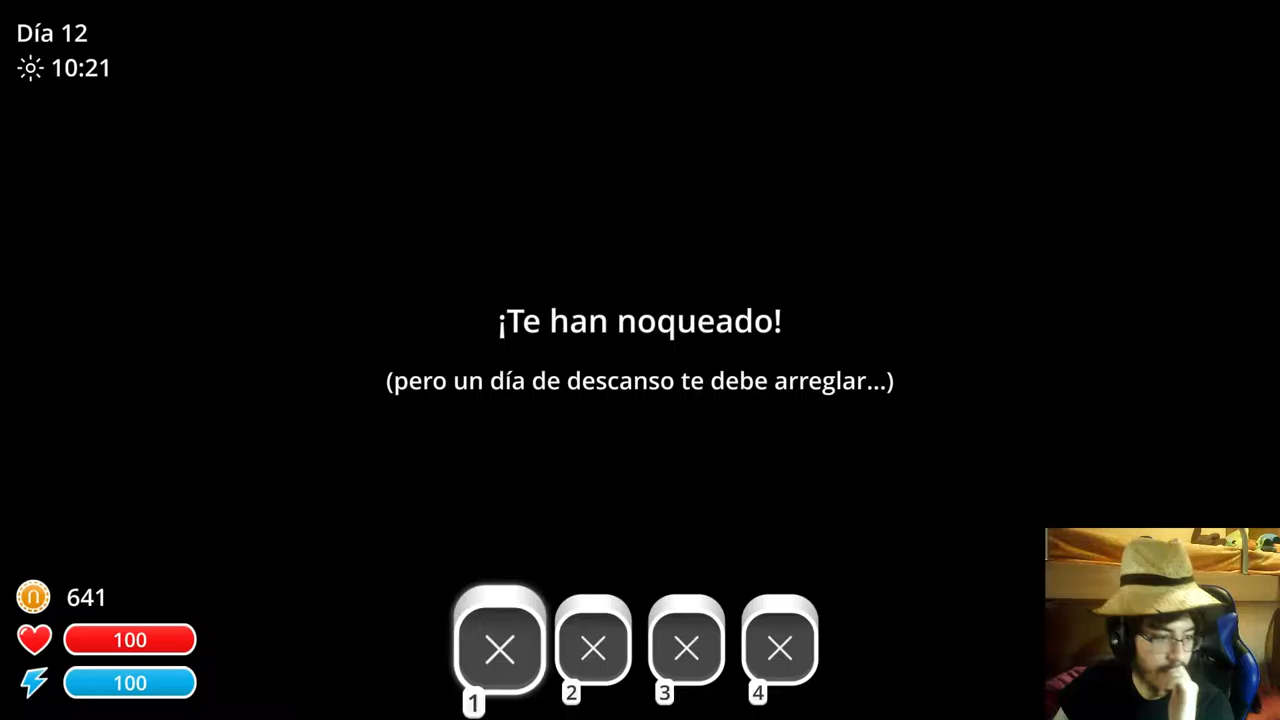 Día 12
10:21
¡Te han noqueado!
(pero un día de descanso te debe arreglar...)
641
100
100
1
2
3
4